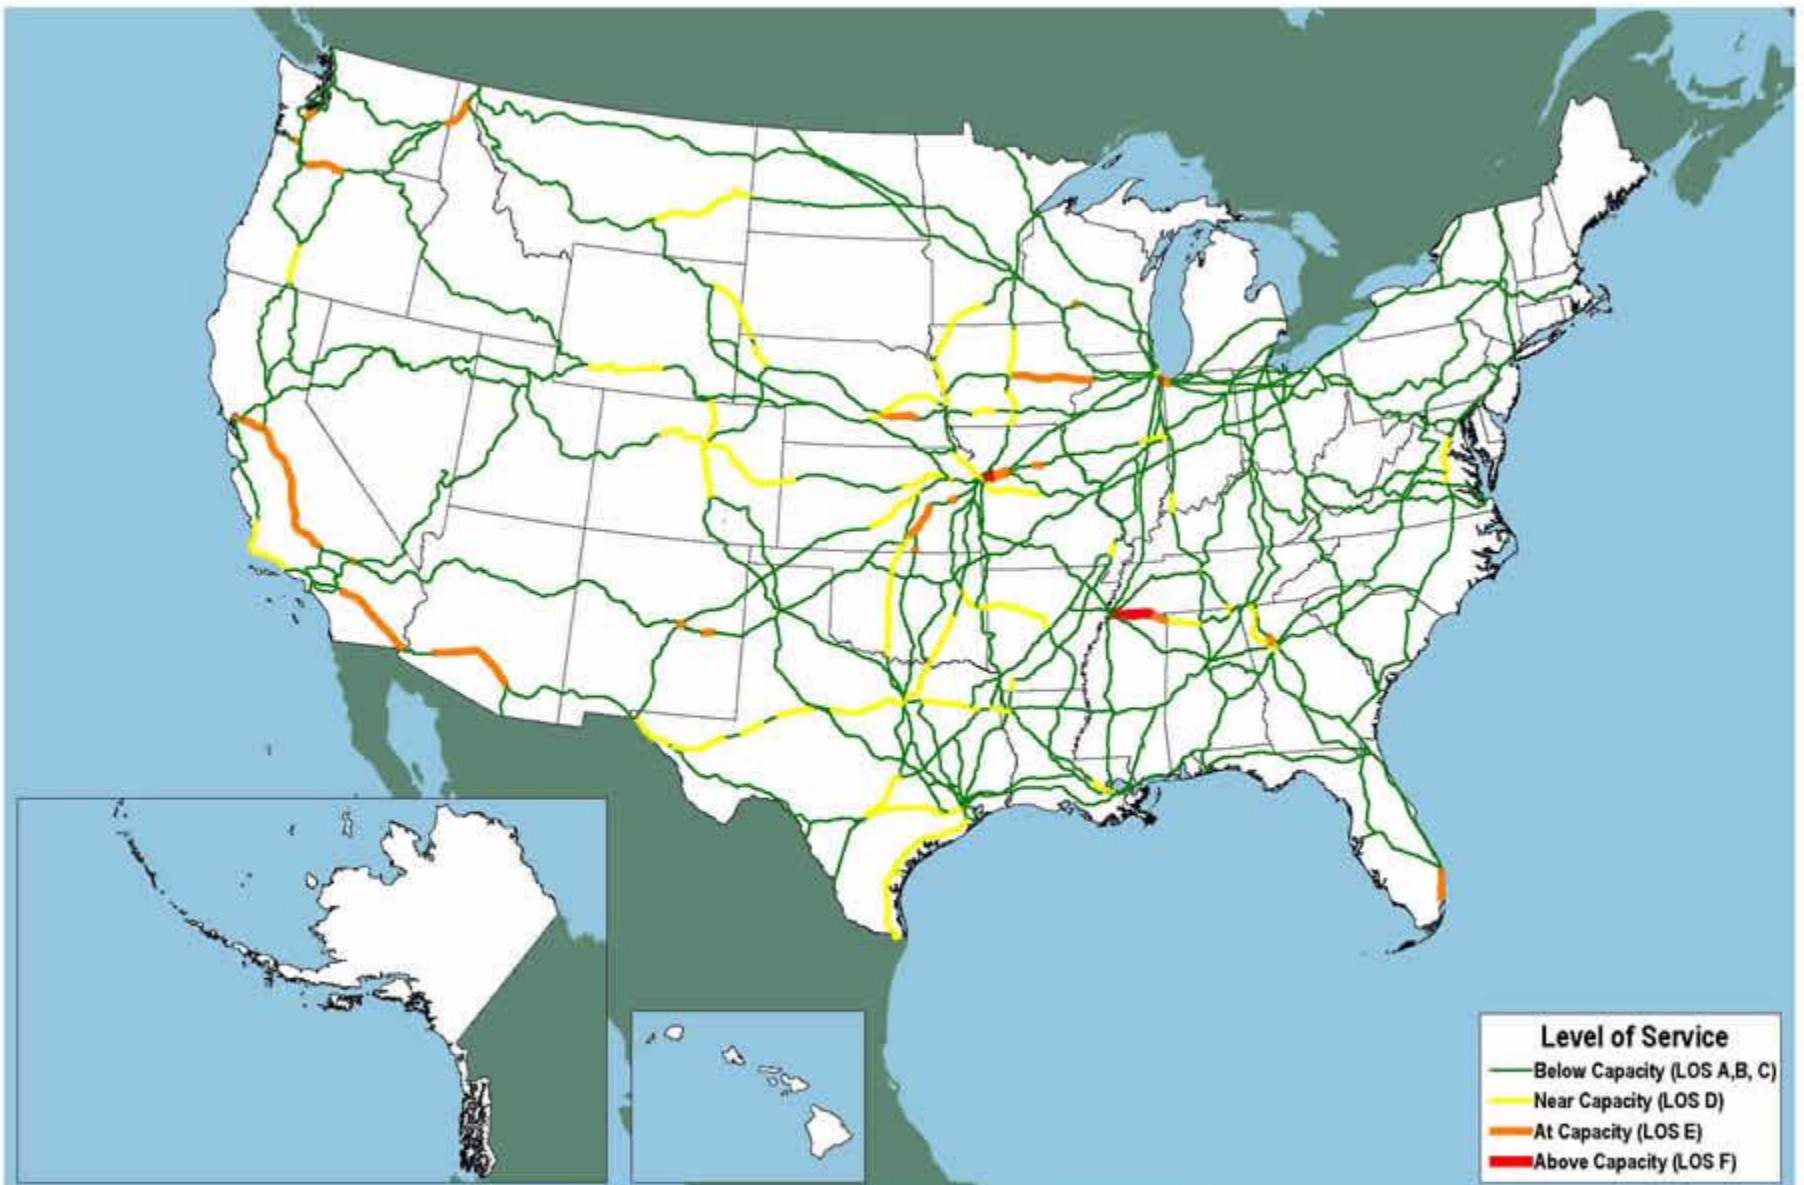 Level of Service
Below Capacity (LOS A,B, C)
Near Capacity (LOS D)
At Capacity (LOS E)
Above Capacity (LOS F)